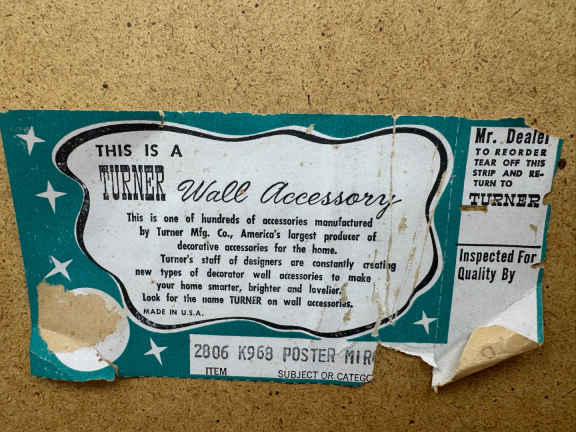 THIS IS A
TURNER Wall Accessory
This is one of hundreds of accessories manufactured
by Turner Mfg. Co., America's largest producer of
decorative accessories for the home.
Turner's staff of designers are constantly creating
new types of decorator wall accessories to make
your home smarter, brighter and lovelier.
Look for the name TURNER on wall accessories.
MADE IN U.S.A.
2806 K968 POSTER MIR
ITEM SUBJECT OR CATEGO
Mr. Dealer
TO REORDER
TEAR OFF THIS
STRIP AND RE-
TURN TO
TURNER
Inspected For
Quality By